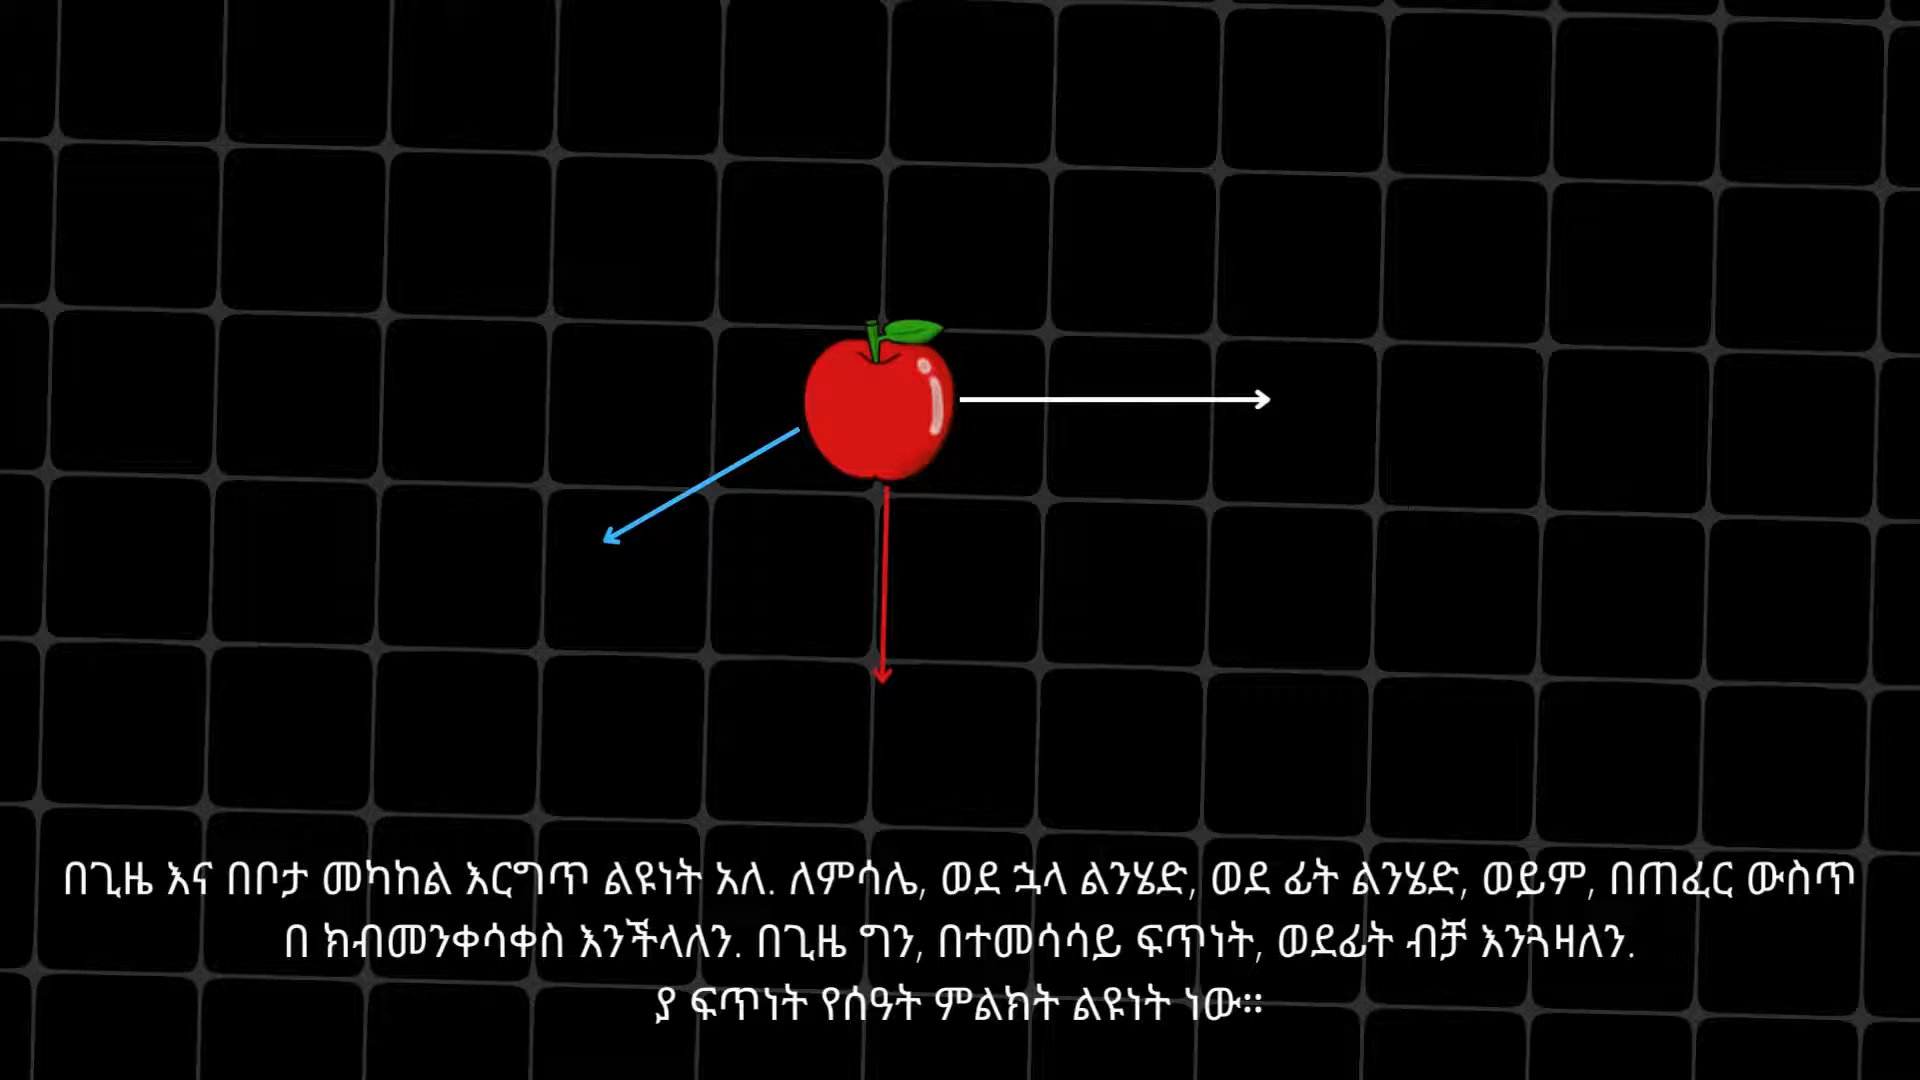 በጊዜ እና በቦታ መካከል እርግጥ ልዩነት አለ. ለምሳሌ, ወደ ኋላ ልንሄድ, ወደ ፊት ልንሄድ, ወይም, በጠፈር ውስጥ
በ ክብመንቀሳቀስ እንችላለን. በጊዜ ግን, በተመሳሳይ ፍጥነት, ወደፊት ብቻ እንጓዛለን.
ያ ፍጥነት የሰዓት ምልክት ልዩነት ነው።